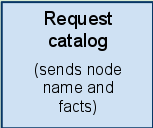 Request
catalog
(sends node
name and
facts)